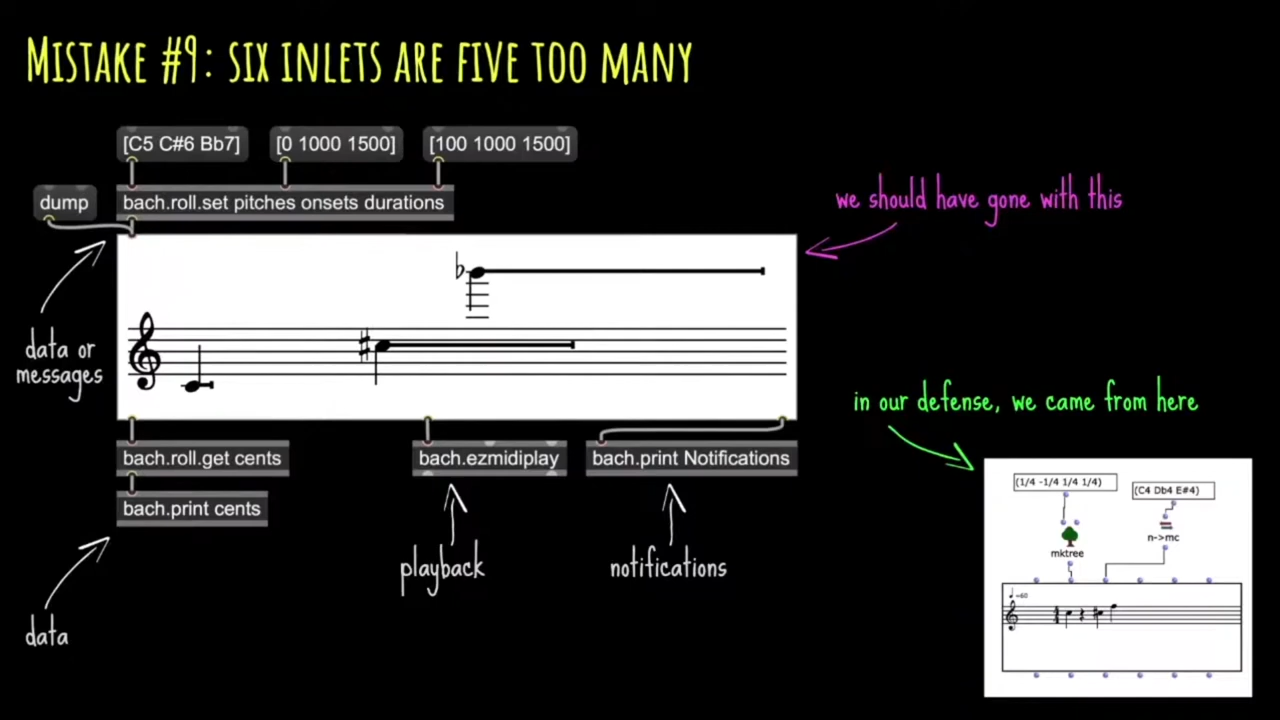 MISTAKE #9: SIX INLETS ARE FIVE TOO MANY
[C5 C#6 Bb7]
[0 1000 1500]
[100 1000 1500]
dump
bach.roll.set pitches onsets durations
we should have gone with this
data or
messages
in our defense, we came from here
bach.roll.get cents
bach.ezmidiplay
bach.print Notifications
bach.print cents
playback
notifications
data
(1/4 -1/4 1/4 1/4)
(C4 Db4 E#4)
mktree
n->mc
=60